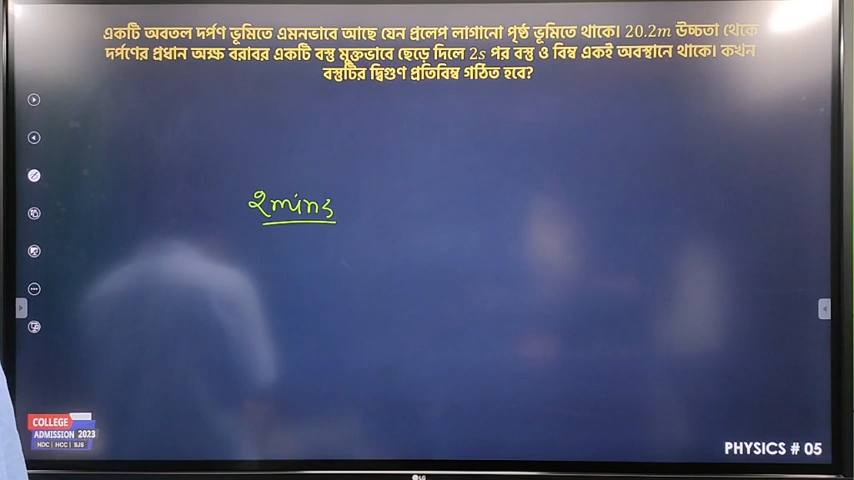 একটি অবতল দর্পণ ভূমিতে এমনভাবে আছে যেন প্রলেপ লাগানো পৃষ্ঠ ভূমিতে থাকে। 20.2m উচ্চতা থেকে
দর্পণের প্রধান অক্ষ বরাবর একটি বস্তু মুক্তভাবে ছেড়ে দিলে 2s পর বস্তু ও বিম্ব একই অবস্থানে থাকে। কখন
বস্তুটির দ্বিগুণ প্রতিবিম্ব গঠিত হবে?
2mins
COLLEGE
ADMISSION 2023
NDC | HCC | SJS
PHYSICS # 05
LG